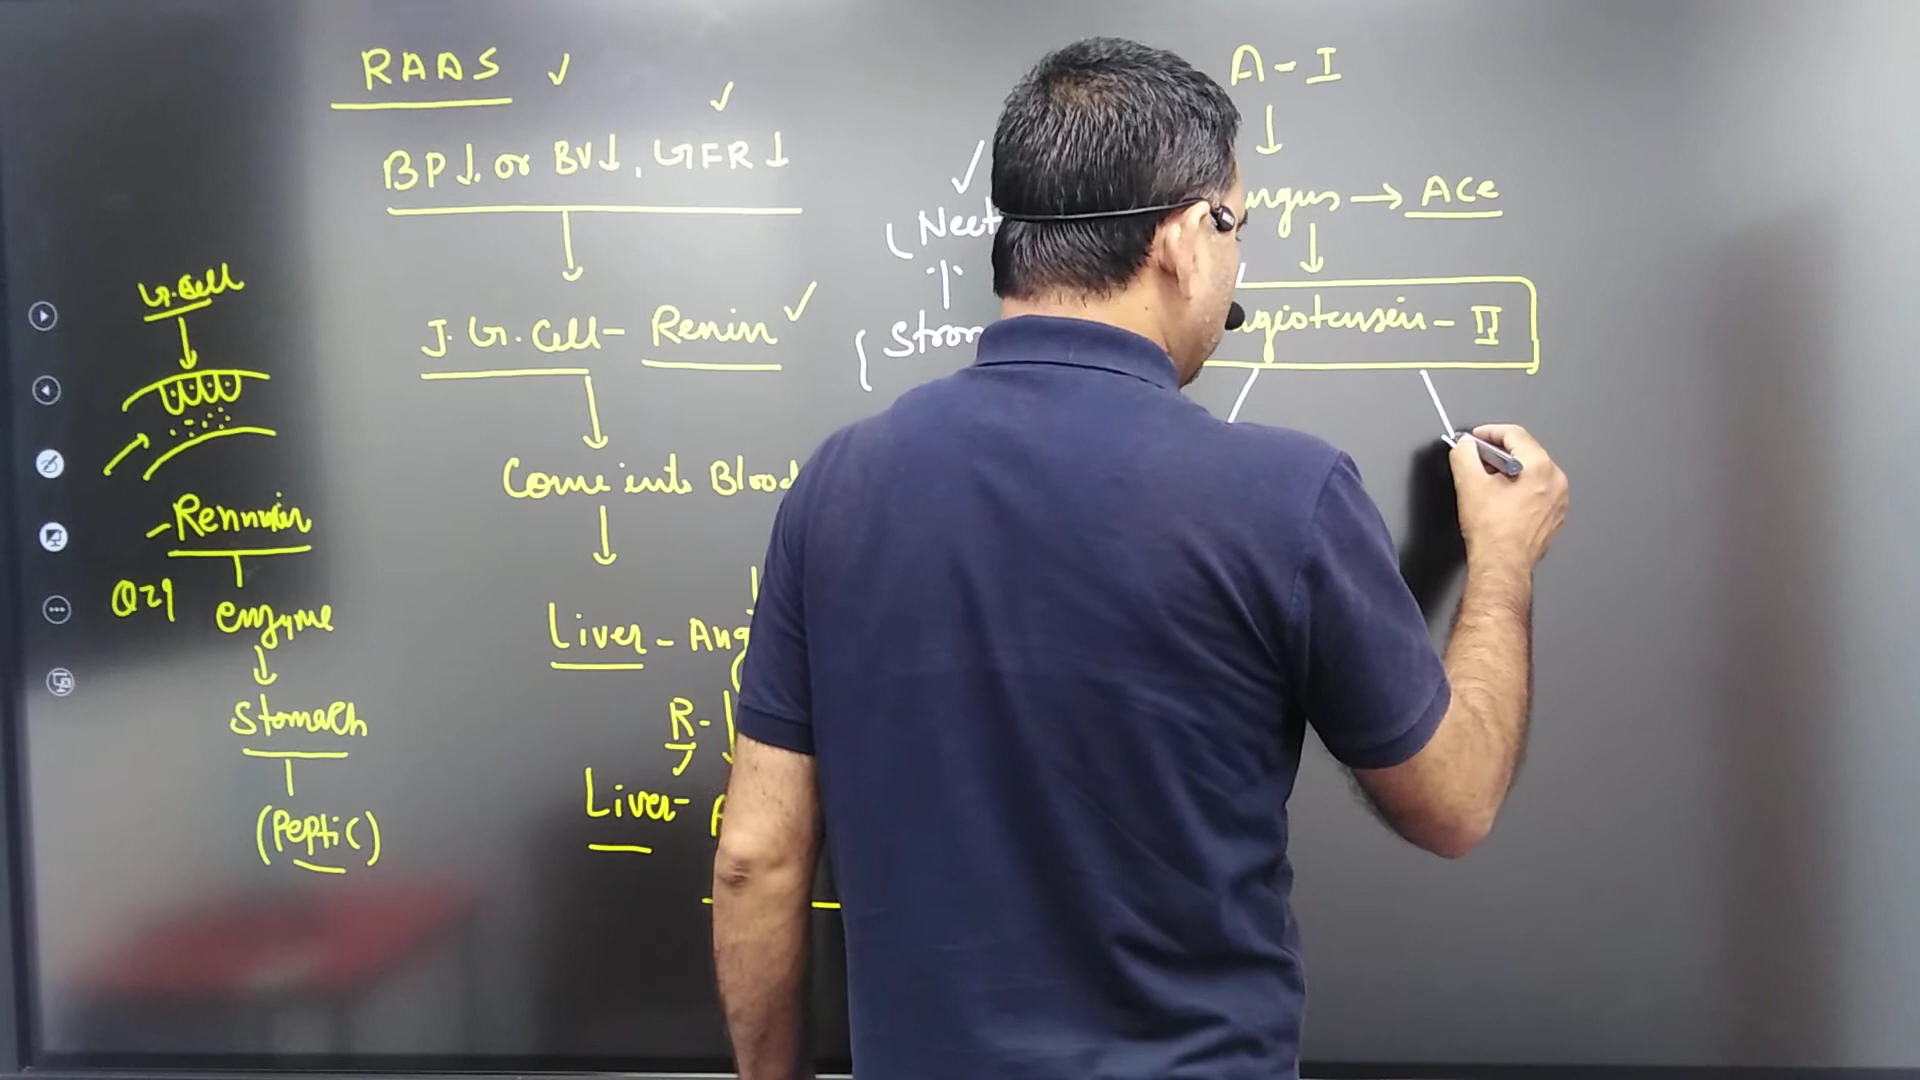 RAAS
BP↓ or BV↓, GFR↓
J.G.Cell- Renin
Come into Blood
Liver - Ang
R-
Liver-
G.Cell
-Rennin
enzyme
Stomach
(Peptic)
(Neet
{ Stron
A-I
→ ACe
ngiotensin - II